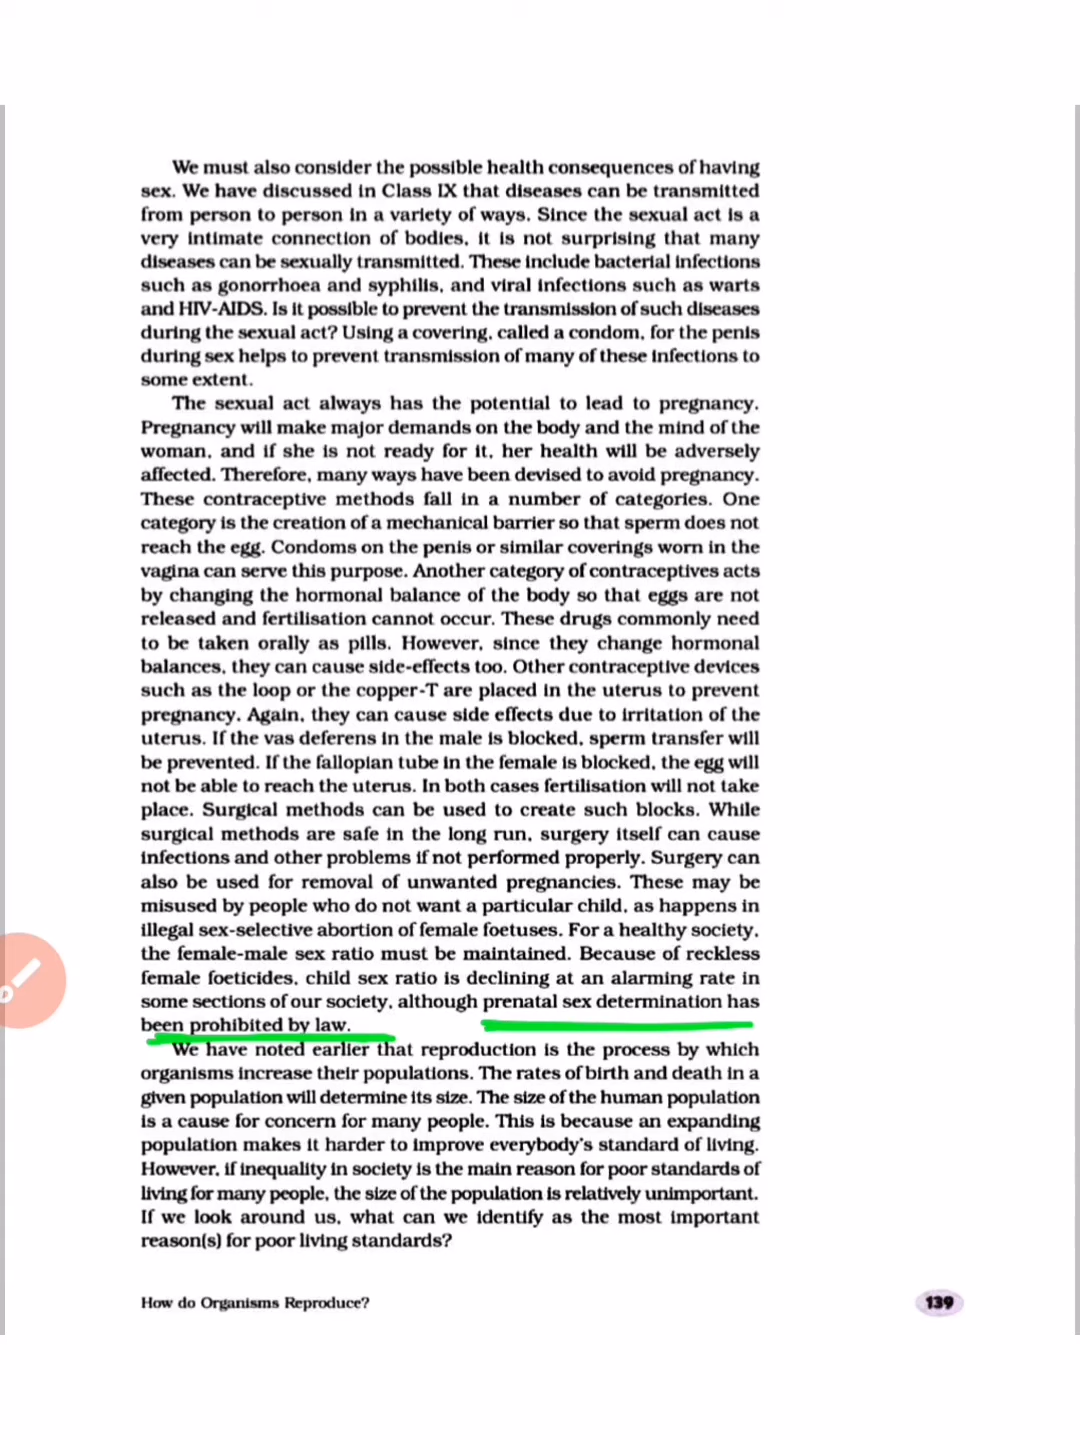 We must also consider the possible health consequences of having
sex. We have discussed in Class IX that diseases can be transmitted
from person to person in a variety of ways. Since the sexual act is a
very intimate connection of bodies, it is not surprising that many
diseases can be sexually transmitted. These include bacterial infections
such as gonorrhoea and syphilis, and viral infections such as warts
and HIV-AIDS. Is it possible to prevent the transmission of such diseases
during the sexual act? Using a covering, called a condom, for the penis
during sex helps to prevent transmission of many of these infections to
some extent.
The sexual act always has the potential to lead to pregnancy.
Pregnancy will make major demands on the body and the mind of the
woman, and if she is not ready for it, her health will be adversely
affected. Therefore, many ways have been devised to avoid pregnancy.
These contraceptive methods fall in a number of categories. One
category is the creation of a mechanical barrier so that sperm does not
reach the egg. Condoms on the penis or similar coverings worn in the
vagina can serve this purpose. Another category of contraceptives acts
by changing the hormonal balance of the body so that eggs are not
released and fertilisation cannot occur. These drugs commonly need
to be taken orally as pills. However, since they change hormonal
balances, they can cause side-effects too. Other contraceptive devices
such as the loop or the copper-T are placed in the uterus to prevent
pregnancy. Again, they can cause side effects due to irritation of the
uterus. If the vas deferens in the male is blocked, sperm transfer will
be prevented. If the fallopian tube in the female is blocked, the egg will
not be able to reach the uterus. In both cases fertilisation will not take
place. Surgical methods can be used to create such blocks. While
surgical methods are safe in the long run, surgery itself can cause
infections and other problems if not performed properly. Surgery can
also be used for removal of unwanted pregnancies. These may be
misused by people who do not want a particular child, as happens in
illegal sex-selective abortion of female foetuses. For a healthy society,
the female-male sex ratio must be maintained. Because of reckless
female foeticides, child sex ratio is declining at an alarming rate in
some sections of our society, although prenatal sex determination has
been prohibited by law.
We have noted earlier that reproduction is the process by which
organisms increase their populations. The rates of birth and death in a
given population will determine its size. The size of the human population
is a cause for concern for many people. This is because an expanding
population makes it harder to improve everybody's standard of living.
However, if inequality in society is the main reason for poor standards of
living for many people, the size of the population is relatively unimportant.
If we look around us, what can we identify as the most important
reason(s) for poor living standards?
How do Organisms Reproduce?
139